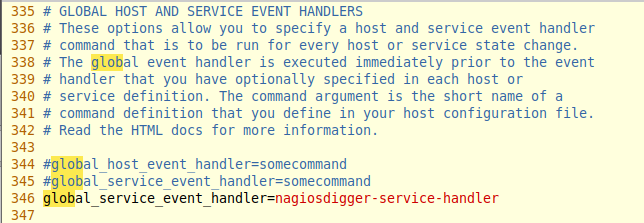 335 # GLOBAL HOST AND SERVICE EVENT HANDLERS
336 # These options allow you to specify a host and service event handler
337 # command that is to be run for every host or service state change.
338 # The global event handler is executed immediately prior to the event
339 # handler that you have optionally specified in each host or
340 # service definition. The command argument is the short name of a
341 # command definition that you define in your host configuration file.
342 # Read the HTML docs for more information.
343
344 #global_host_event_handler=somecommand
345 #global_service_event_handler=somecommand
346 global_service_event_handler=nagiosdigger-service-handler
347